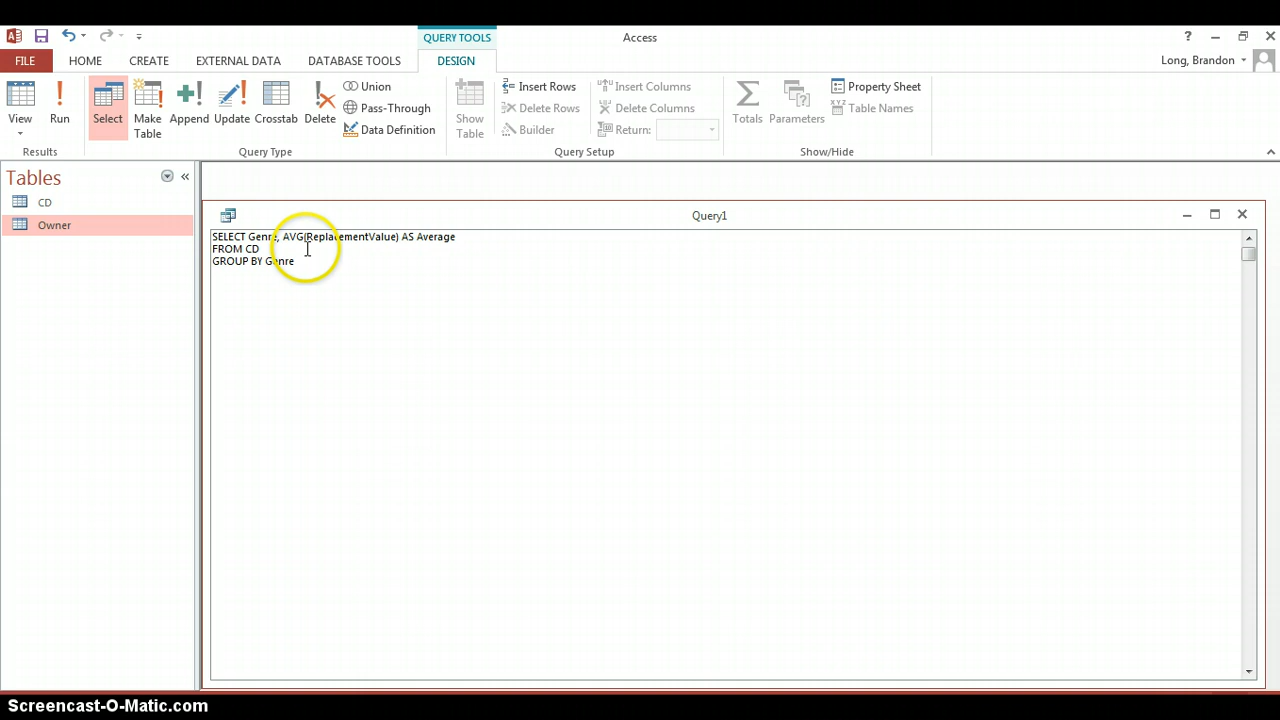 QUERY TOOLS
Access
?
FILE
HOME
CREATE
EXTERNAL DATA
DATABASE TOOLS
DESIGN
Long, Brandon
View
Run
Select
Make Table
Append
Update
Crosstab
Union
Pass-Through
Data Definition
Delete
Show Table
Insert Rows
Delete Rows
Builder
Insert Columns
Delete Columns
Return:
Totals
Parameters
Property Sheet
Table Names
Results
Query Type
Query Setup
Show/Hide
Tables
CD
Owner
Query1
SELECT Genre, AVG(ReplacementValue) AS Average
FROM CD
GROUP BY Genre
Screencast-O-Matic.com